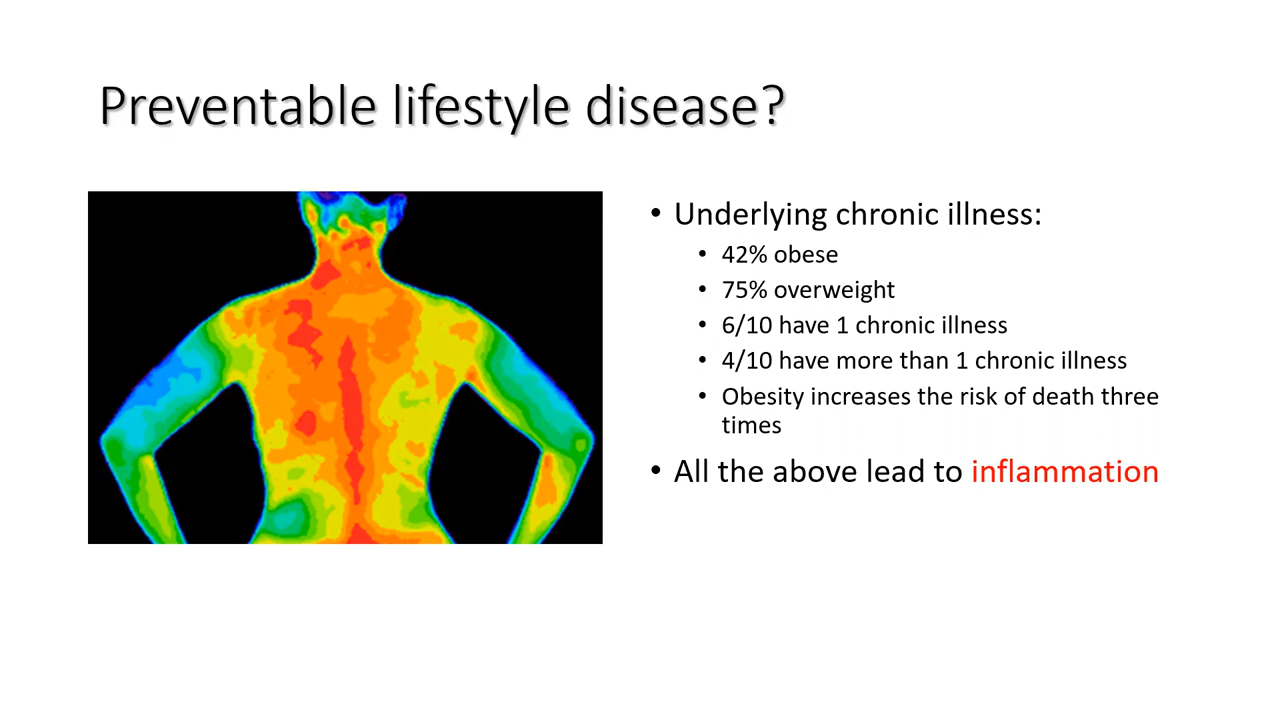 Preventable lifestyle disease?
• Underlying chronic illness:
• 42% obese
• 75% overweight
• 6/10 have 1 chronic illness
• 4/10 have more than 1 chronic illness
• Obesity increases the risk of death three
times
• All the above lead to inflammation